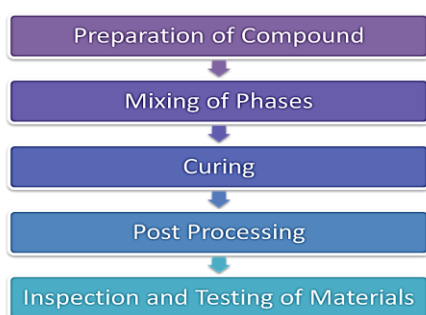 Preparation of Compound
Mixing of Phases
Curing
Post Processing
Inspection and Testing of Materials